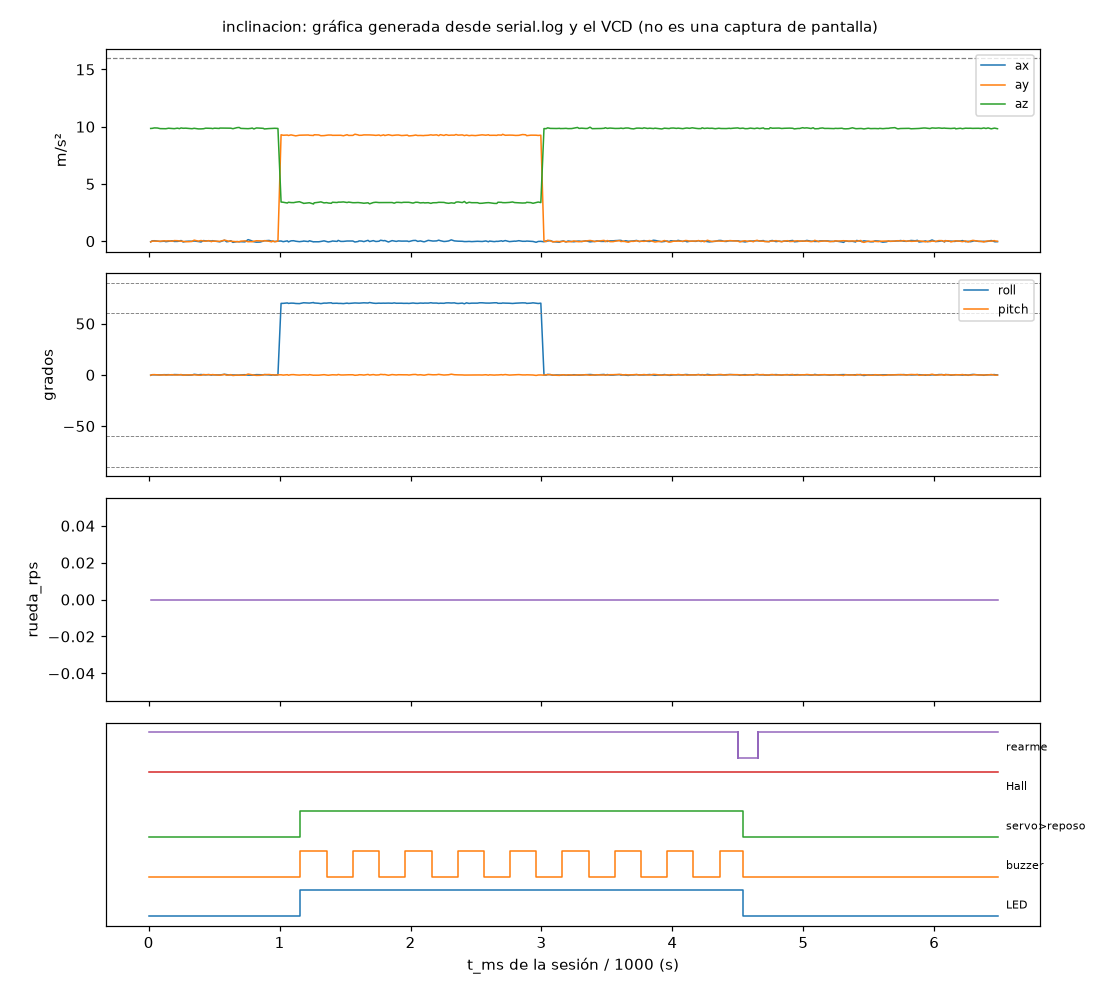 inclinacion: gráfica generada desde serial.log y el VCD (no es una captura de pantalla)
15
10
5
0
m/s²
ax
ay
az
50
0
−50
grados
roll
pitch
0.04
0.02
0.00
−0.02
−0.04
rueda_rps
rearme
Hall
servo>reposo
buzzer
LED
0 1 2 3 4 5 6
t_ms de la sesión / 1000 (s)